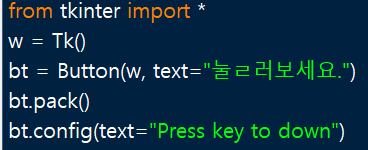 from tkinter import *
w = Tk()
bt = Button(w, text="눌ㄹ러보세요.")
bt.pack()
bt.config(text="Press key to down")